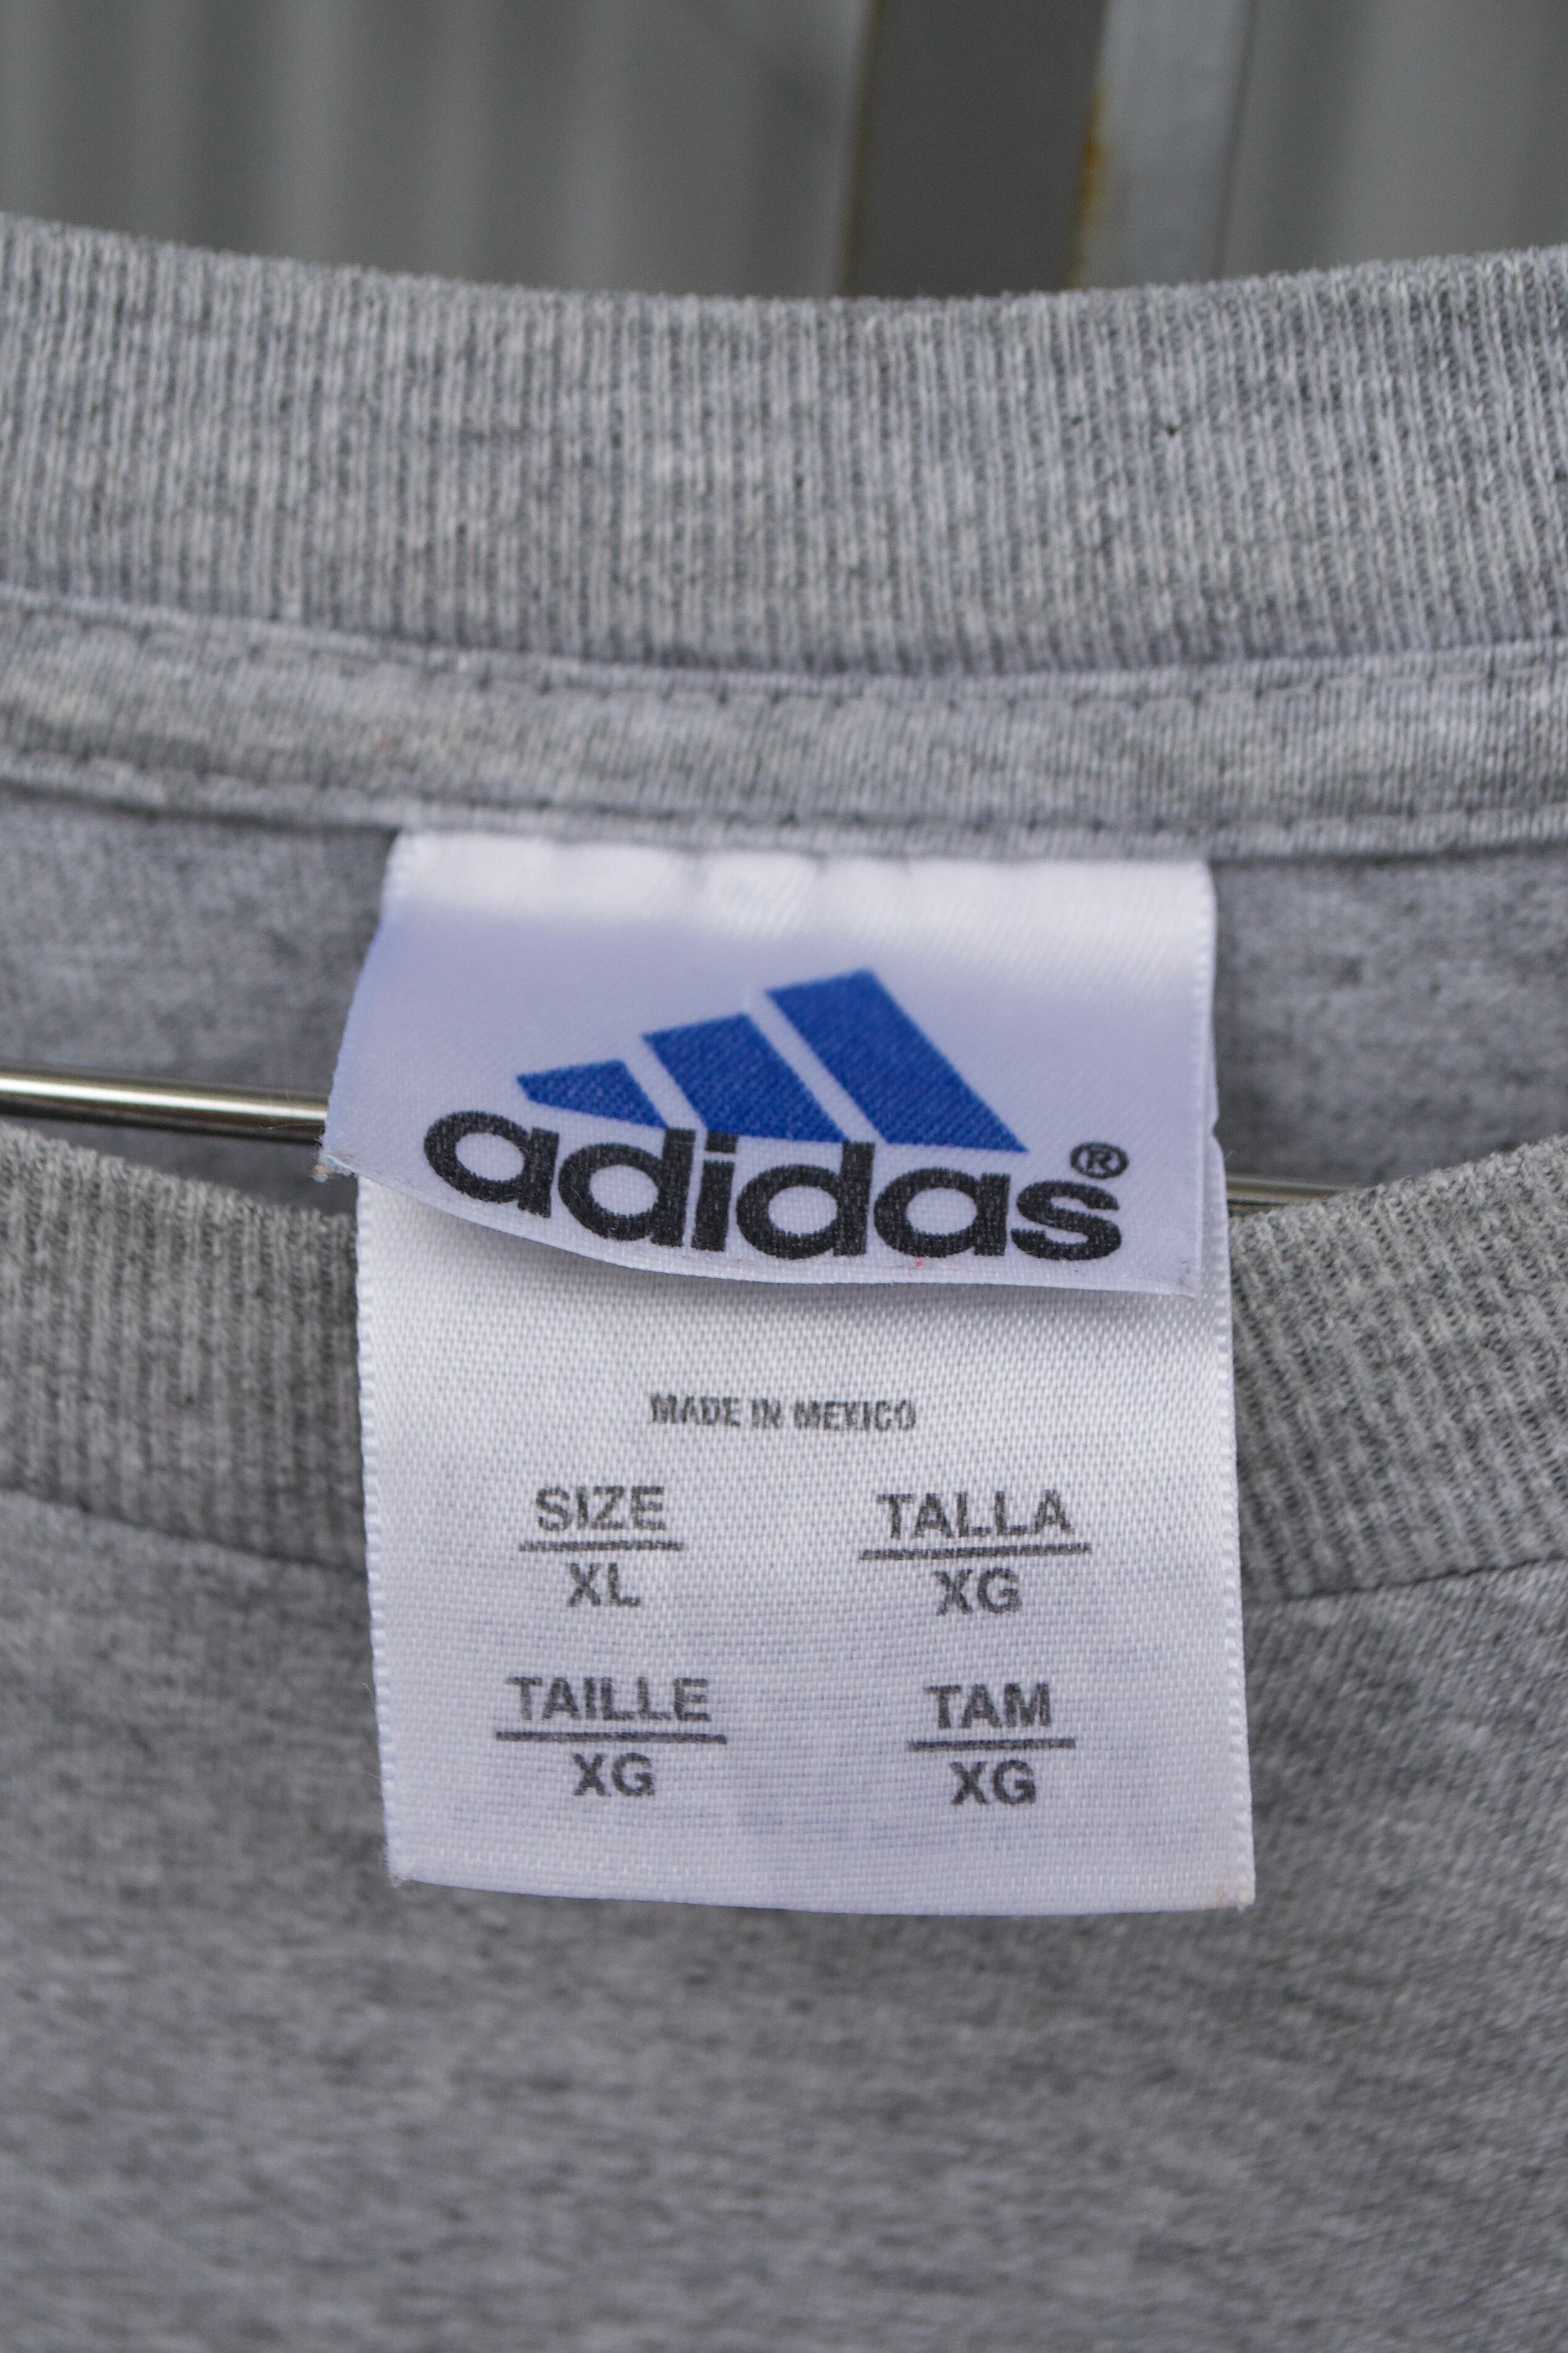 adidas®
MADE IN MEXICO
SIZE TALLA
XL XG
TAILLE TAM
XG XG